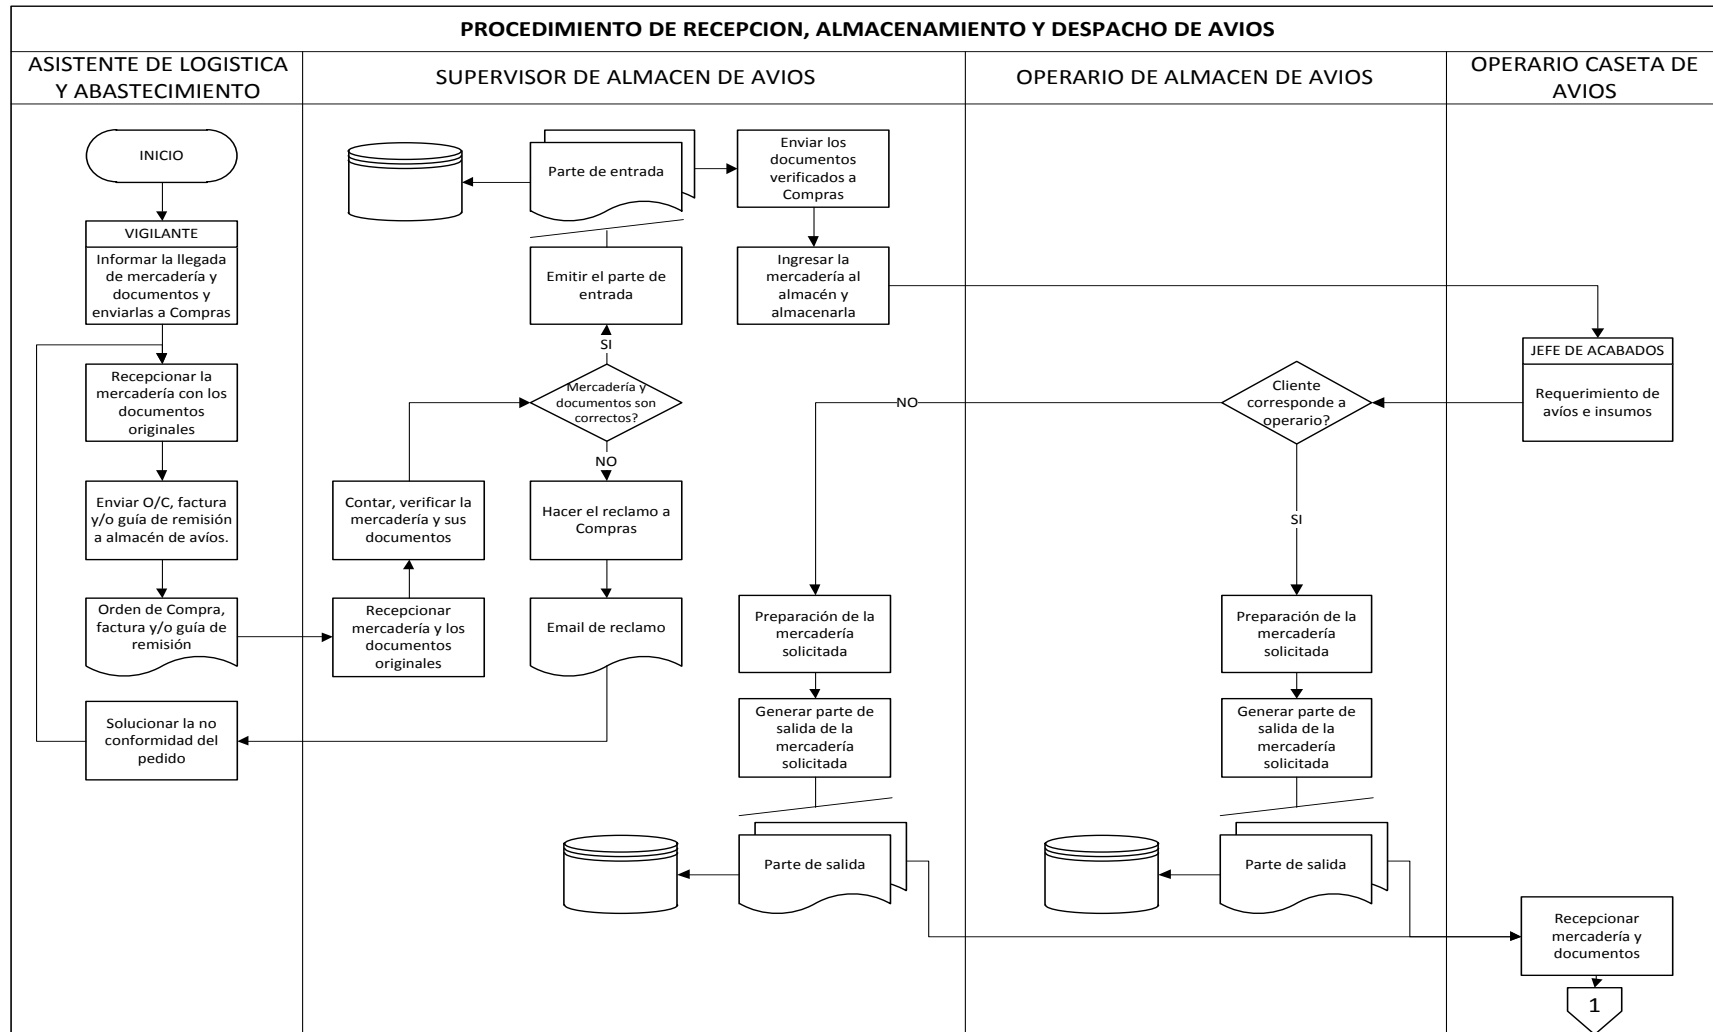 PROCEDIMIENTO DE RECEPCION, ALMACENAMIENTO Y DESPACHO DE AVIOS
ASISTENTE DE LOGISTICA
Y ABASTECIMIENTO
SUPERVISOR DE ALMACEN DE AVIOS
OPERARIO DE ALMACEN DE AVIOS
OPERARIO CASETA DE
AVIOS
INICIO
VIGILANTE
Informar la llegada
de mercadería y
documentos y
enviarlas a Compras
Recepcionar la
mercadería con los
documentos
originales
Enviar O/C, factura
y/o guía de remisión
a almacén de avíos.
Orden de Compra,
factura y/o guía de
remisión
Solucionar la no
conformidad del
pedido
Parte de entrada
Emitir el parte de
entrada
SI
Mercadería y
documentos son
correctos?
NO
Contar, verificar la
mercadería y sus
documentos
Hacer el reclamo a
Compras
Recepcionar
mercadería y los
documentos
originales
Email de reclamo
Enviar los
documentos
verificados a
Compras
Ingresar la
mercadería al
almacén y
almacenarla
NO
Preparación de la
mercadería
solicitada
Generar parte de
salida de la
mercadería
solicitada
Parte de salida
Cliente
corresponde a
operario?
SI
Preparación de la
mercadería
solicitada
Generar parte de
salida de la
mercadería
solicitada
Parte de salida
JEFE DE ACABADOS
Requerimiento de
avíos e insumos
Recepcionar
mercadería y
documentos
1